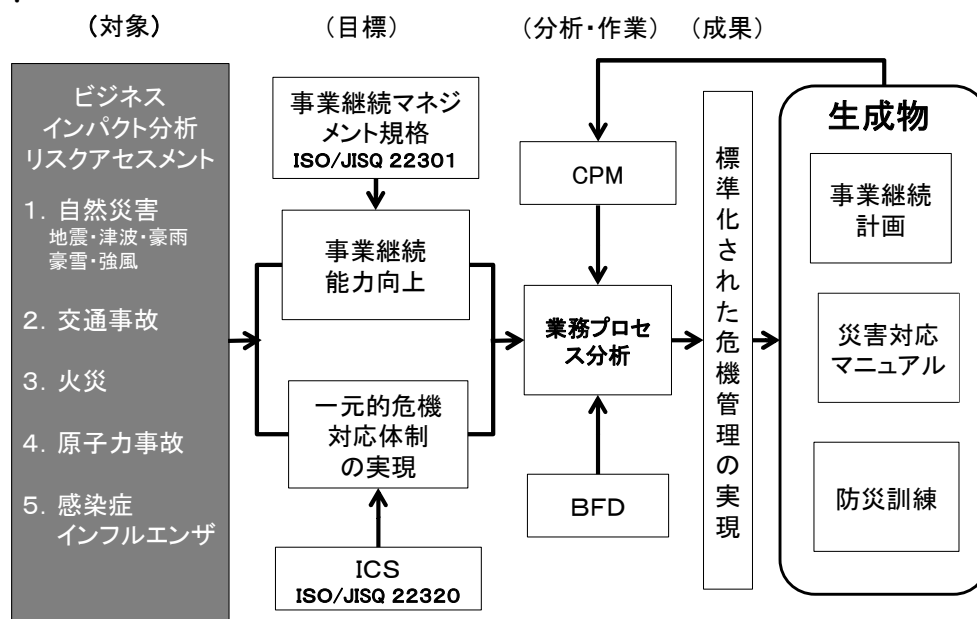 （対象）
（目標）
（分析・作業）
（成果）
ビジネス
インパクト分析
リスクアセスメント
1．自然災害
地震・津波・豪雨
豪雪・強風
2．交通事故
3．火災
4．原子力事故
5．感染症
インフルエンザ
事業継続マネジ
メント規格
ISO/JISQ 22301
事業継続
能力向上
一元的危機
対応体制
の実現
ICS
ISO/JISQ 22320
CPM
業務プロセ
ス分析
BFD
標準化された危機管理の実現
生成物
事業継続
計画
災害対応
マニュアル
防災訓練